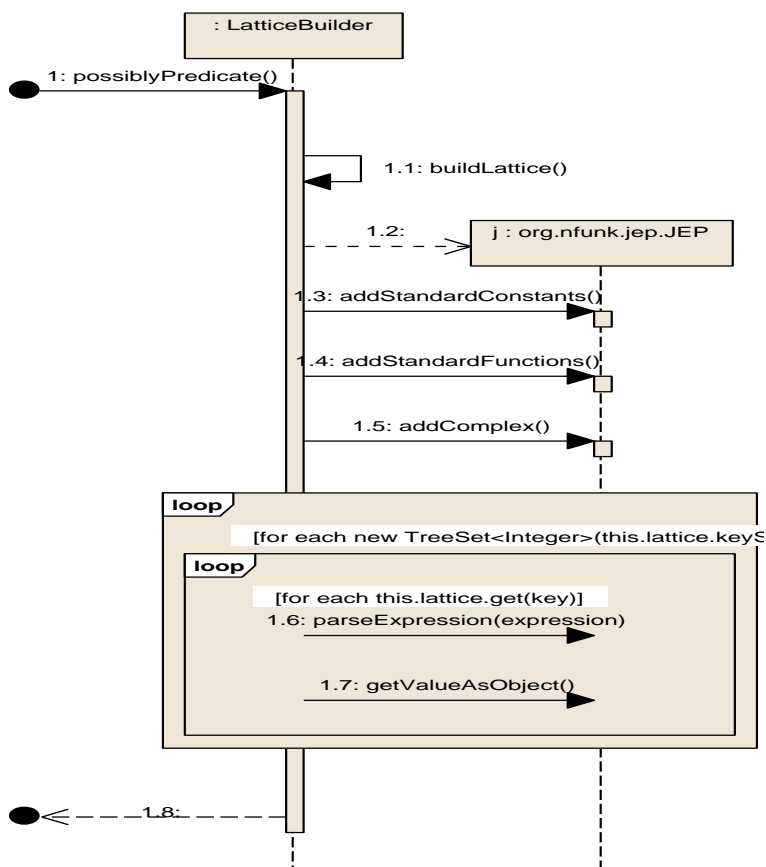 : LatticeBuilder
1: possiblyPredicate()
1.1: buildLattice()
1.2:
j : org.nfunk.jep.JEP
1.3: addStandardConstants()
1.4: addStandardFunctions()
1.5: addComplex()
loop
[for each new TreeSet<Integer>(this.lattice.keyS
loop
[for each this.lattice.get(key)]
1.6: parseExpression(expression)
1.7: getValueAsObject()
1.8: